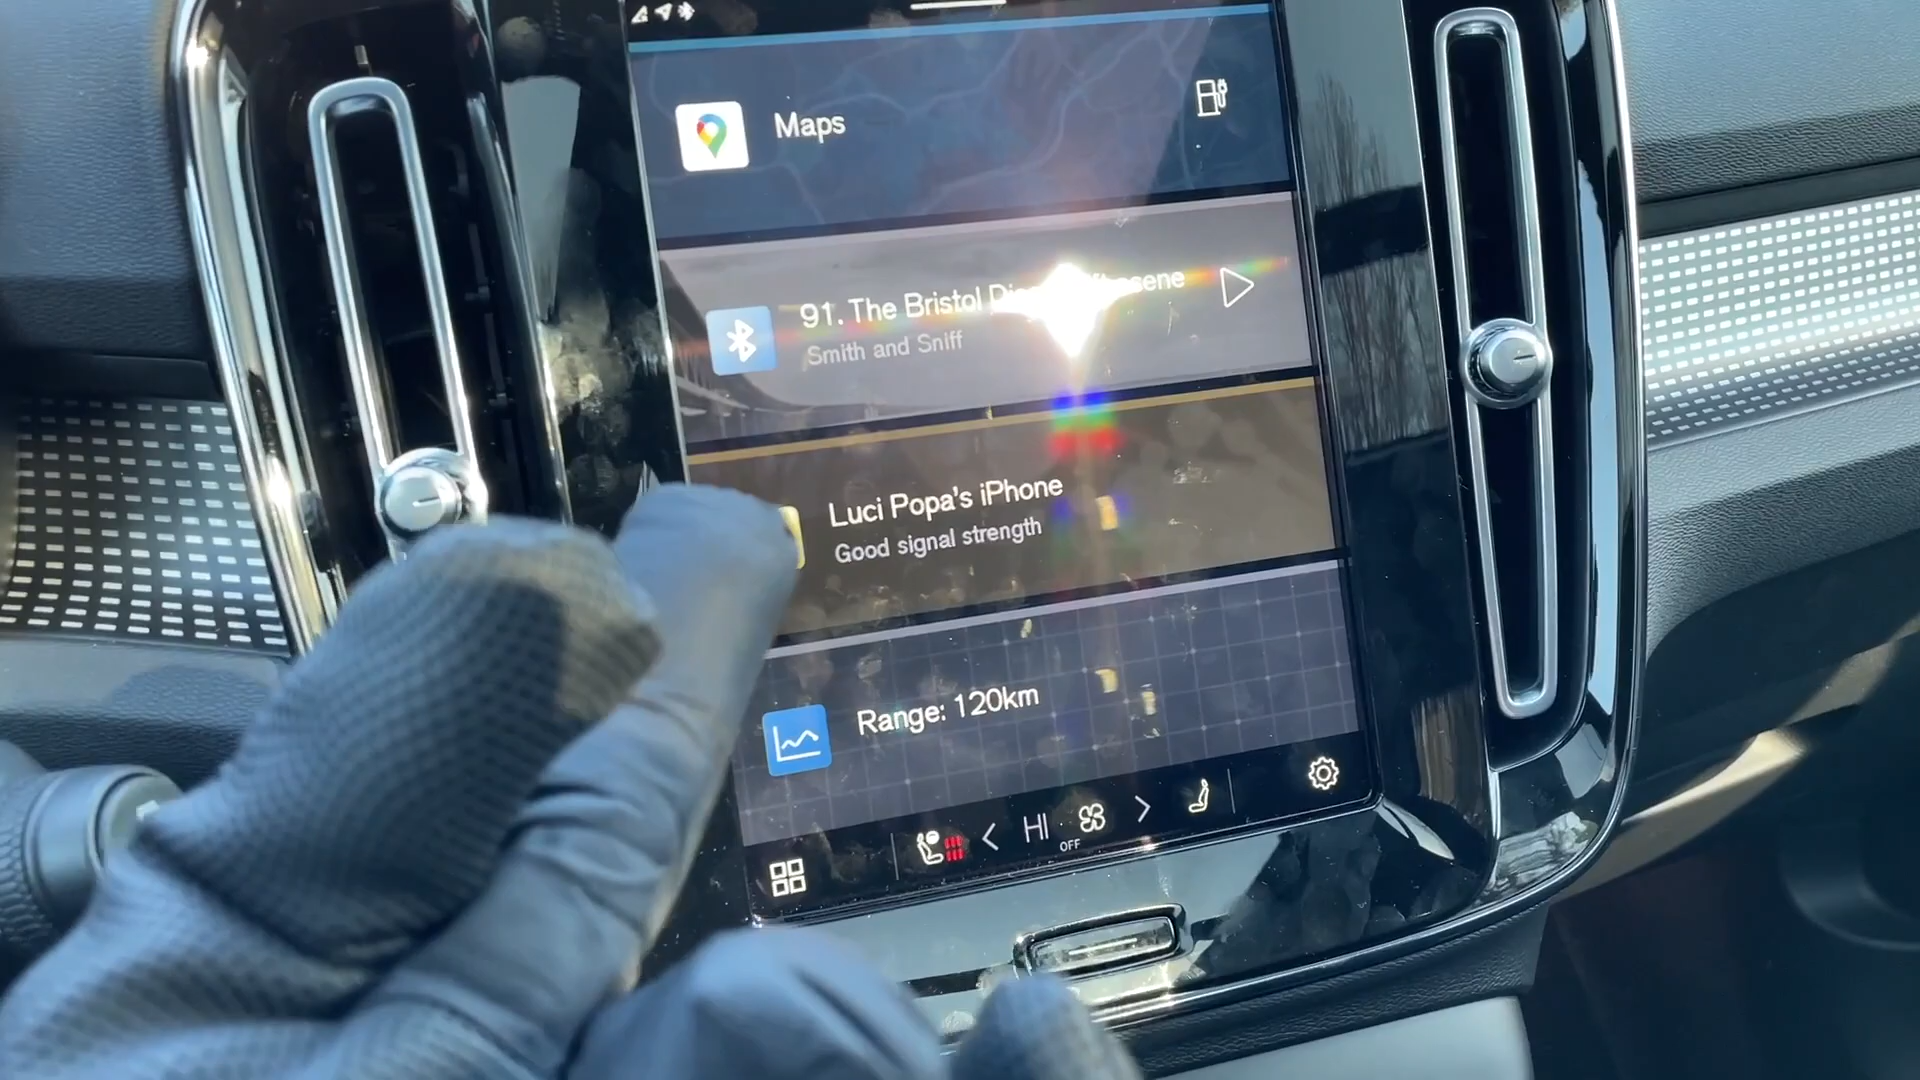 Maps
91. The Bristol
Smith and Sniff
Luci Popa's iPhone
Good signal strength
Range: 120km
HI
OFF